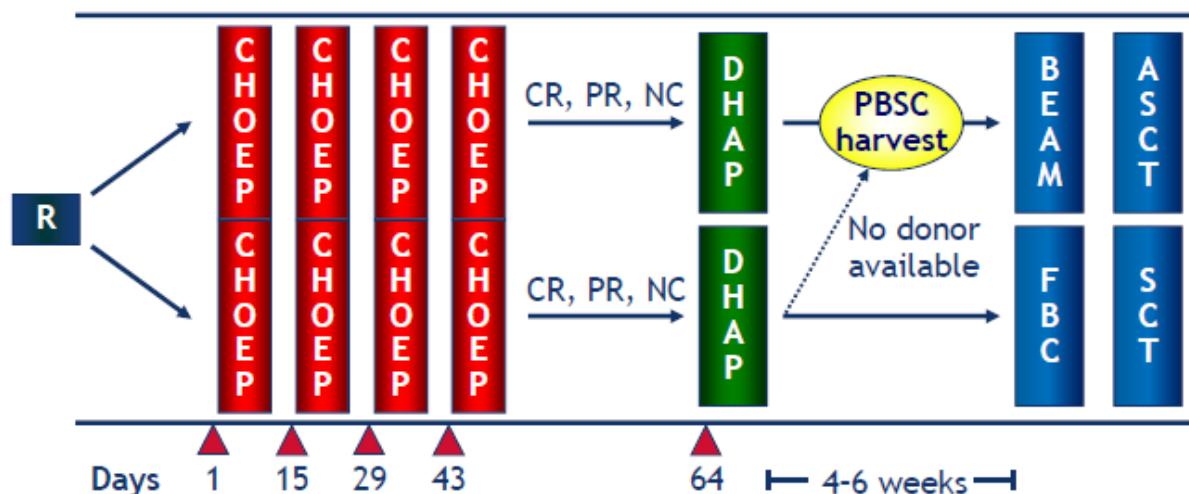 R
CHOEP
CHOEP
CHOEP
CHOEP
CR, PR, NC
DHAP
PBSC
harvest
BEAM
ASCT
CHOEP
CHOEP
CHOEP
CHOEP
CR, PR, NC
DHAP
No donor
available
FBC
SCT
Days 1 15 29 43 64 4-6 weeks